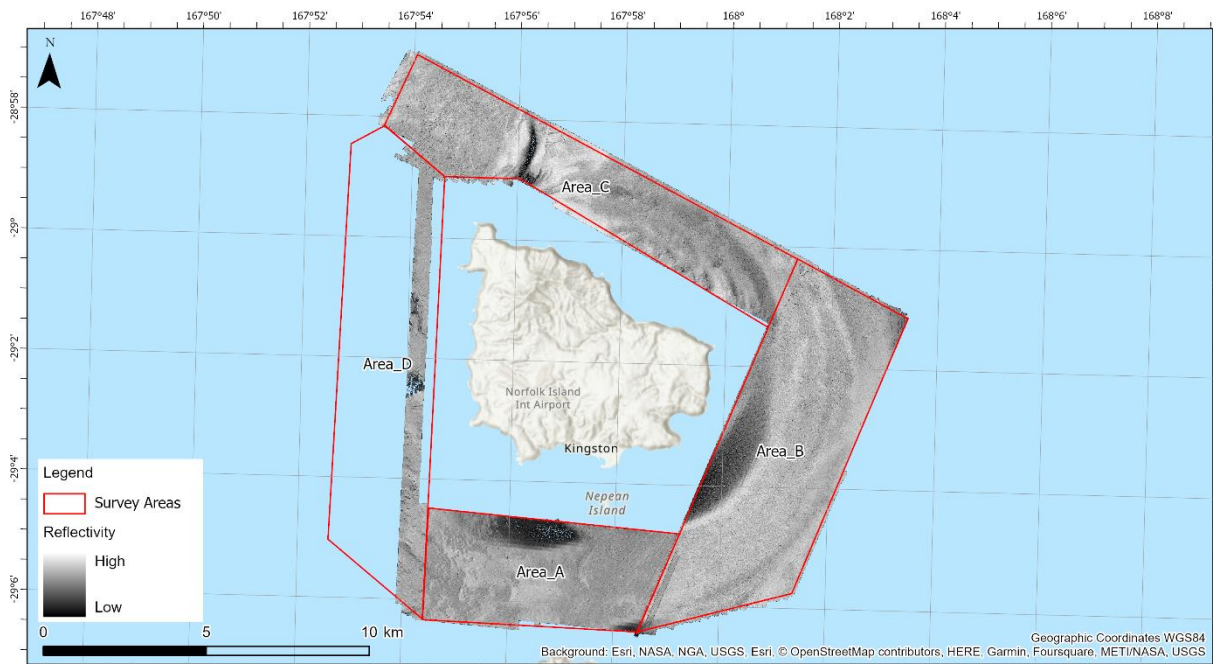 167°48' 167°50' 167°52' 167°54' 167°56' 167°58' 168° 168°2' 168°4' 168°6' 168°8'
N
-28°58'
Area_C
-29°
-29°2'
Area_D
Norfolk Island
Int Airport
Kingston
Area_B
-29°4'
Legend
Nepean
Island
Survey Areas
Reflectivity
High
Area_A
-29°6'
Low
0 5 10 km
Geographic Coordinates WGS84
Background: Esri, NASA, NGA, USGS, Esri, © OpenStreetMap contributors, HERE, Garmin, Foursquare, METI/NASA, USGS